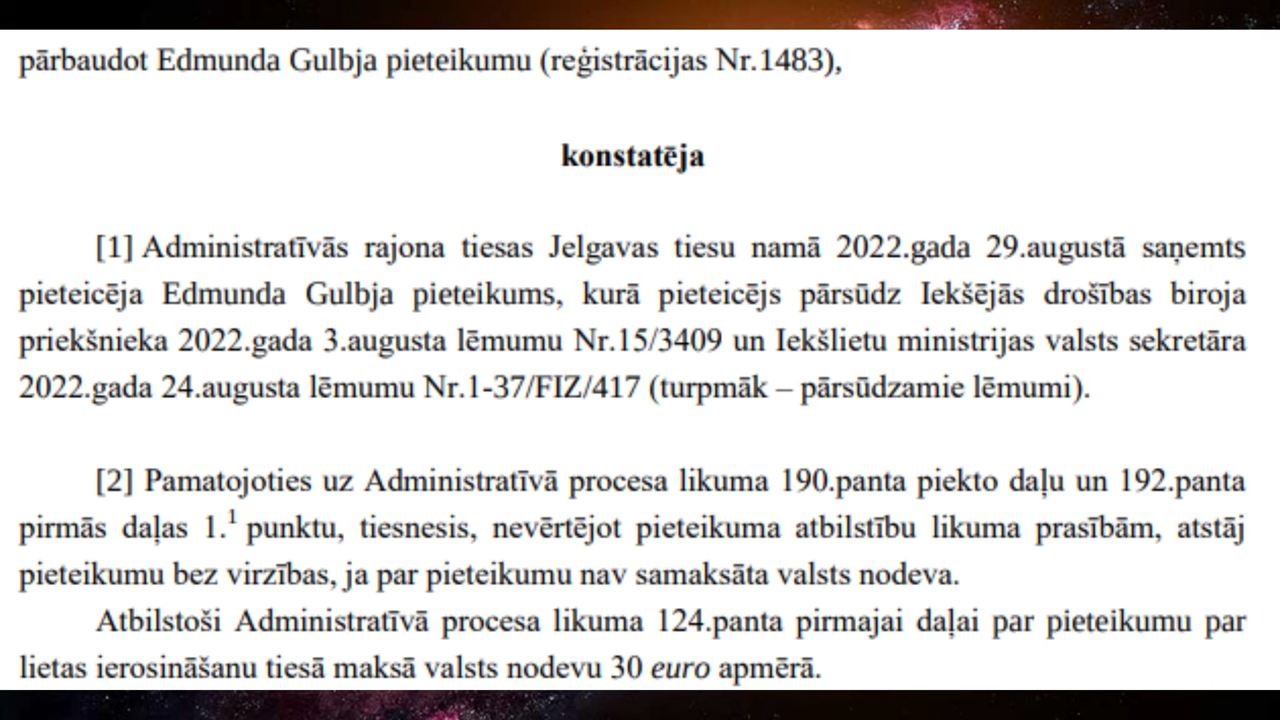 pārbaudot Edmunda Gulbja pieteikumu (reģistrācijas Nr.1483),
konstatēja
[1] Administratīvās rajona tiesas Jelgavas tiesu namā 2022.gada 29.augustā saņemts
pieteicēja Edmunda Gulbja pieteikums, kurā pieteicējs pārsūdz Iekšējās drošības biroja
priekšnieka 2022.gada 3.augusta lēmumu Nr.15/3409 un Iekšlietu ministrijas valsts sekretāra
2022.gada 24.augusta lēmumu Nr.1-37/FIZ/417 (turpmāk – pārsūdzamie lēmumi).
[2] Pamatojoties uz Administratīvā procesa likuma 190.panta piekto daļu un 192.panta
pirmās daļas 1.¹ punktu, tiesnesis, nevērtējot pieteikuma atbilstību likuma prasībām, atstāj
pieteikumu bez virzības, ja par pieteikumu nav samaksāta valsts nodeva.
Atbilstoši Administratīvā procesa likuma 124.panta pirmajai daļai par pieteikumu par
lietas ierosināšanu tiesā maksā valsts nodevu 30 euro apmērā.